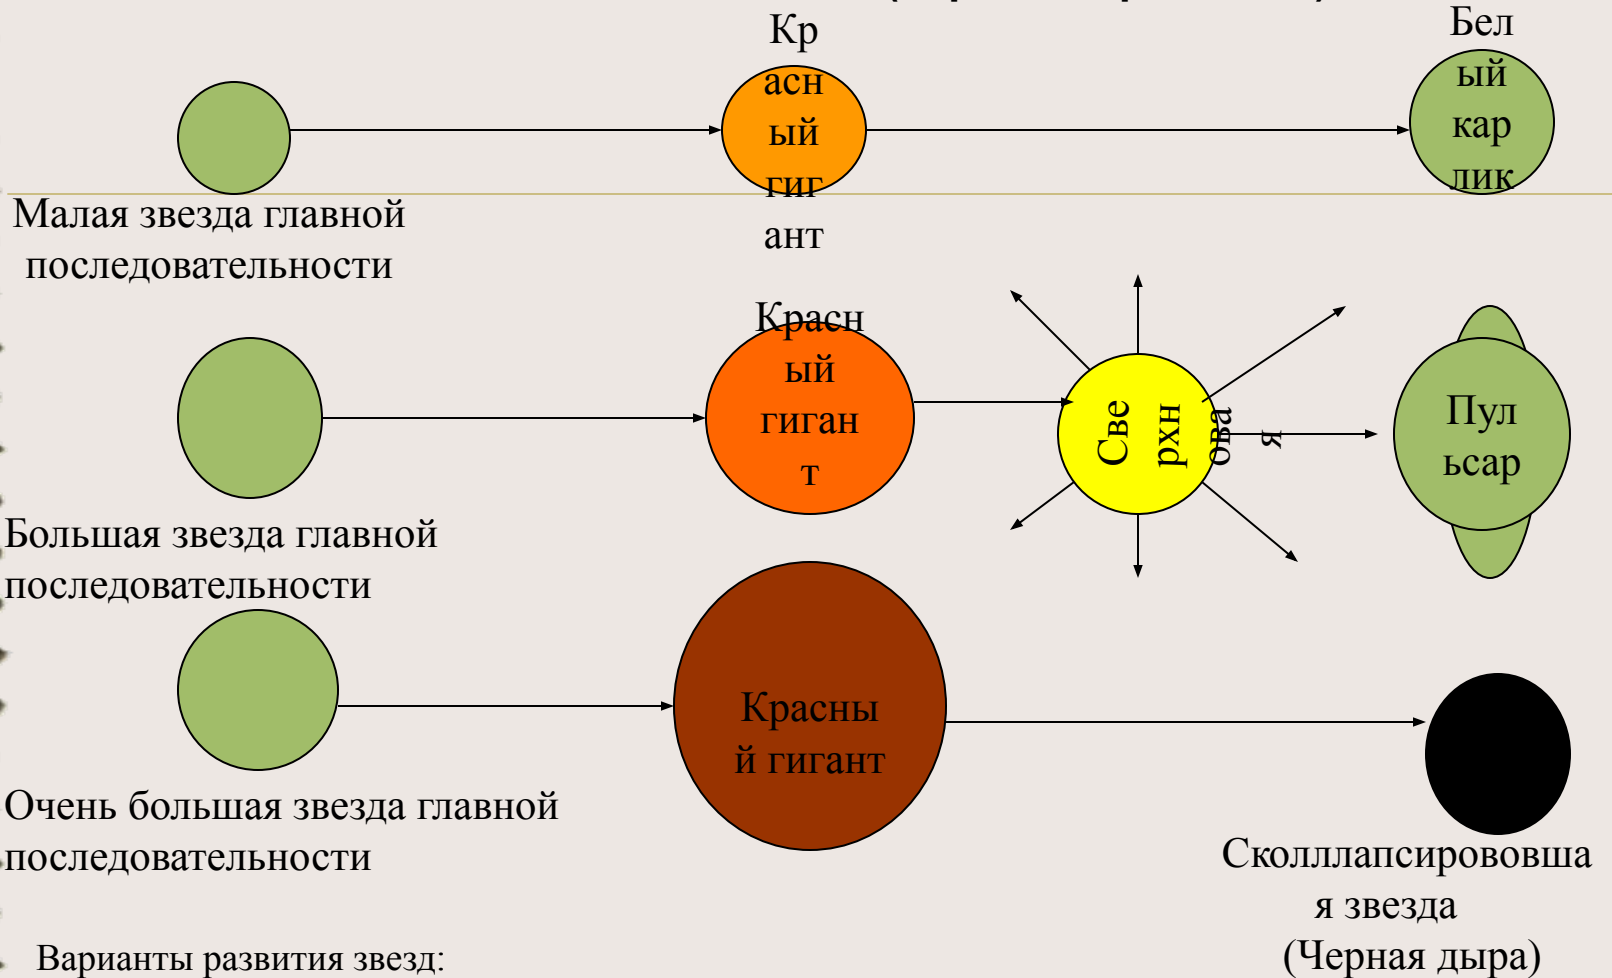 Кр
асн
ый
гиг
ант
Бел
ый
кар
лик
Малая звезда главной
последовательности
Красн
ый
гиган
т
Све
рхн
ова
я
Пул
ьсар
Большая звезда главной
последовательности
Красны
й гигант
Очень большая звезда главной
последовательности
Сколллапсирововша
я звезда
(Черная дыра)
Варианты развития звезд: